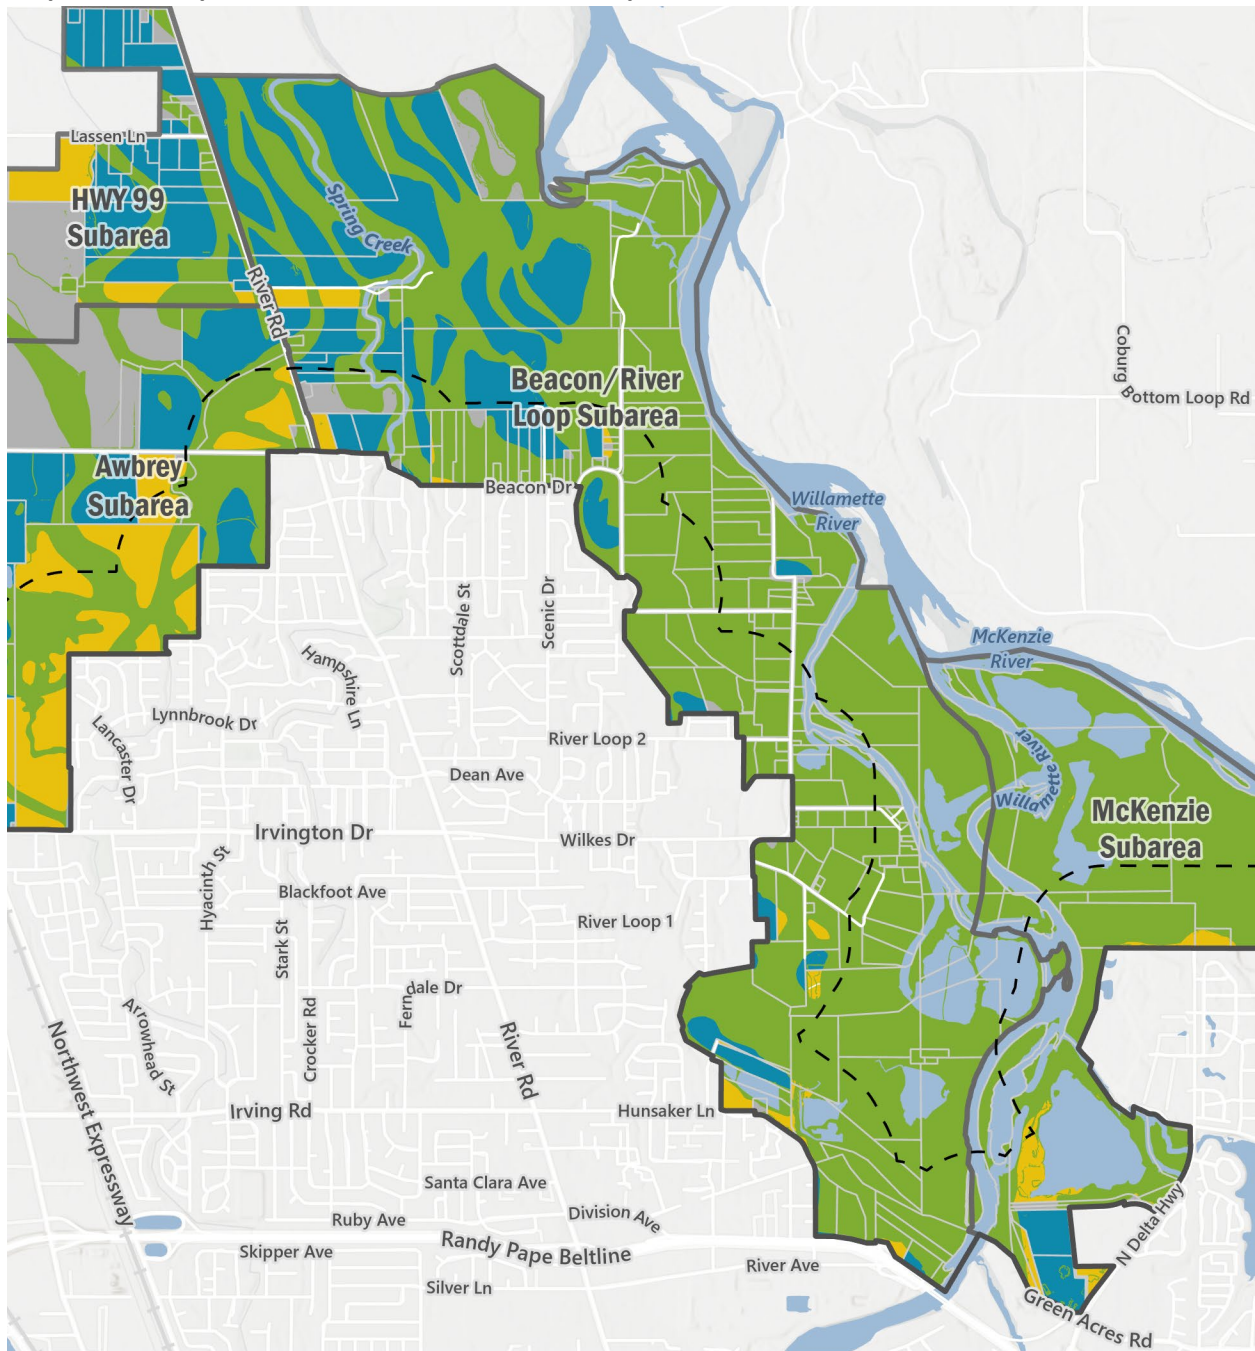 Lassen Ln
HWY 99
Subarea
Spring Creek
River Rd
Coburg Bottom Loop Rd
Beacon/River
Loop Subarea
Awbrey
Subarea
Beacon Dr
Willamette
River
Scottdale St
Scenic Dr
McKenzie
River
Hampshire Ln
Lynnbrook Dr
Lancaster Dr
River Loop 2
Willamette River
Dean Ave
McKenzie
Subarea
Irvington Dr
Wilkes Dr
Hyacinth St
Blackfoot Ave
River Loop 1
Stark St
Ferndale Dr
Arrowhead St
Crocker Rd
River Rd
Northwest Expressway
Irving Rd
Hunsaker Ln
Santa Clara Ave
Ruby Ave
Division Ave
N Delta Hwy
Skipper Ave
Randy Pape Beltline
River Ave
Silver Ln
Green Acres Rd